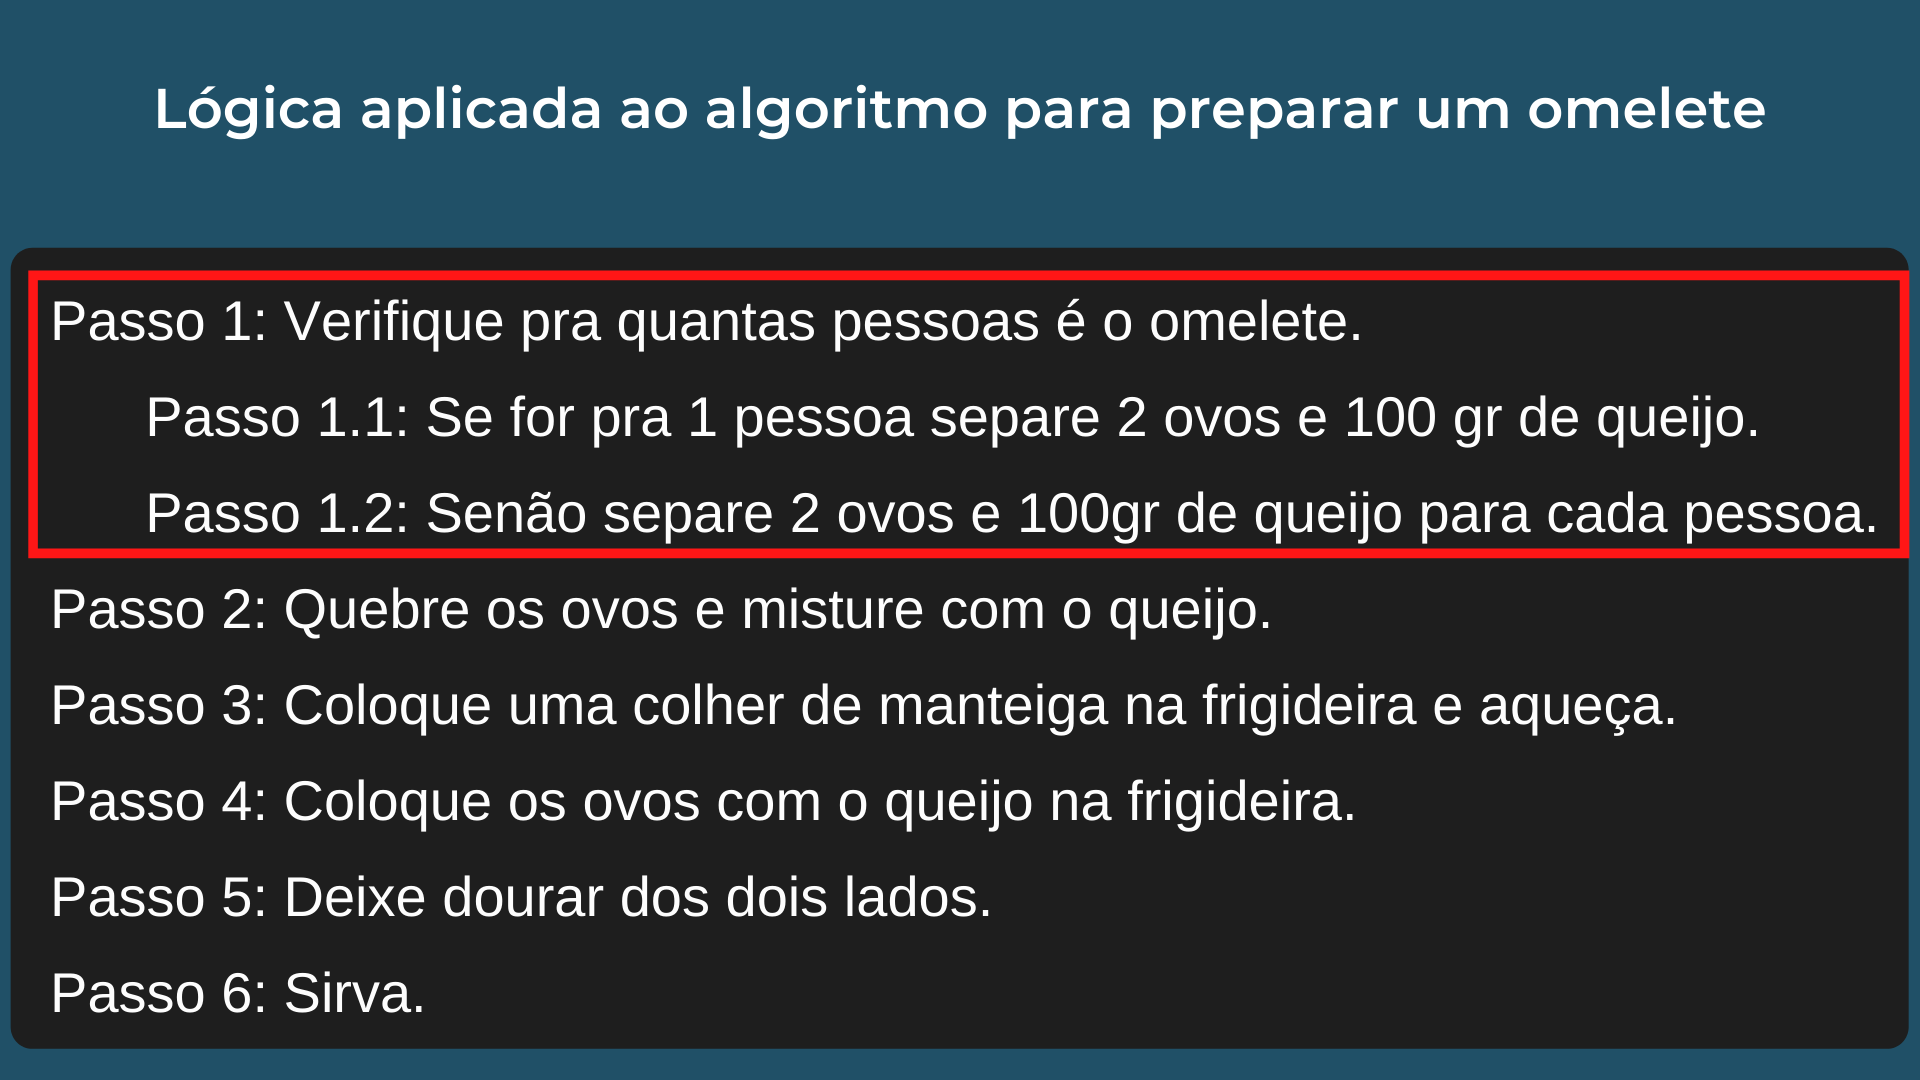 Lógica aplicada ao algoritmo para preparar um omelete
Passo 1: Verifique pra quantas pessoas é o omelete.
Passo 1.1: Se for pra 1 pessoa separe 2 ovos e 100 gr de queijo.
Passo 1.2: Senão separe 2 ovos e 100gr de queijo para cada pessoa.
Passo 2: Quebre os ovos e misture com o queijo.
Passo 3: Coloque uma colher de manteiga na frigideira e aqueça.
Passo 4: Coloque os ovos com o queijo na frigideira.
Passo 5: Deixe dourar dos dois lados.
Passo 6: Sirva.